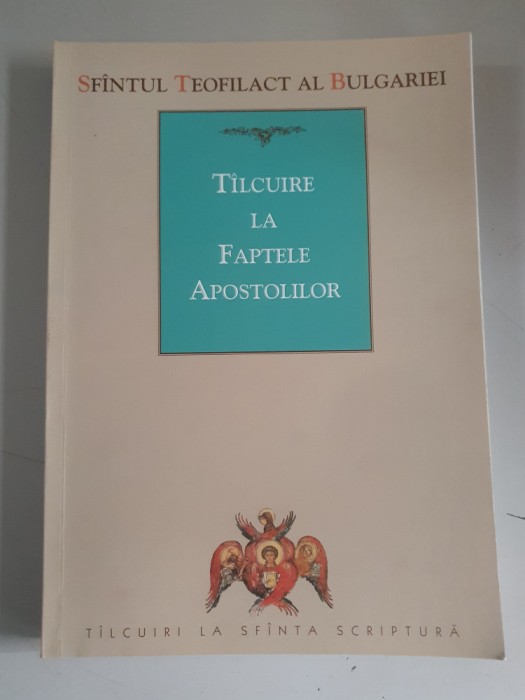 SFÎNTUL TEOFILACT AL BULGARIEI
TÎLCUIRE
LA
FAPTELE
APOSTOLILOR
TÎLCUIRI LA SFÎNTA SCRIPTURĂ